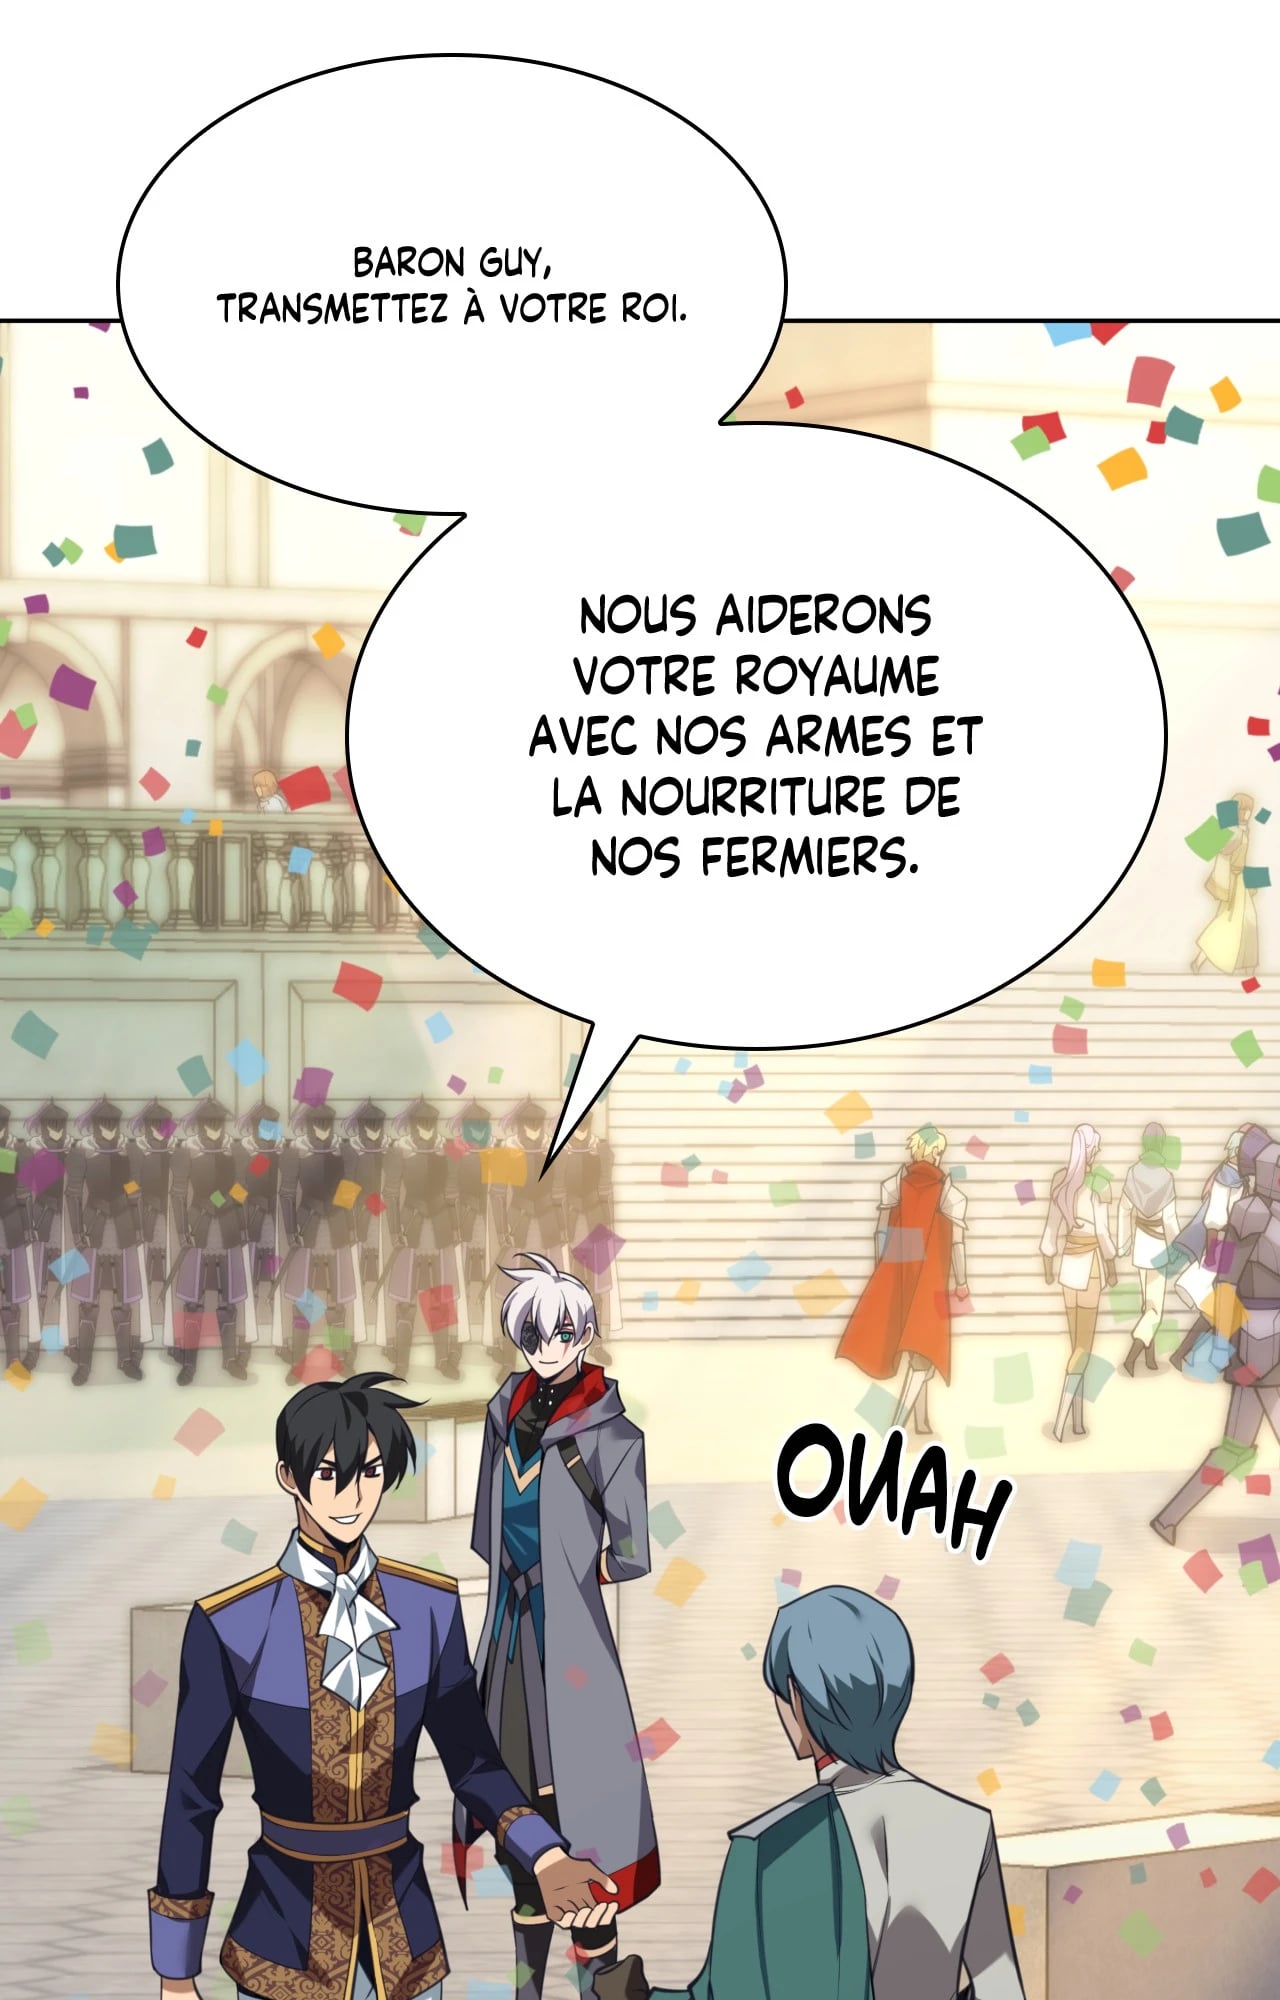 BARON GUY,
TRANSMETTEZ À VOTRE ROI.
NOUS AIDERONS
VOTRE ROYAUME
AVEC NOS ARMES ET
LA NOURRITURE DE
NOS FERMIERS.
OUAH